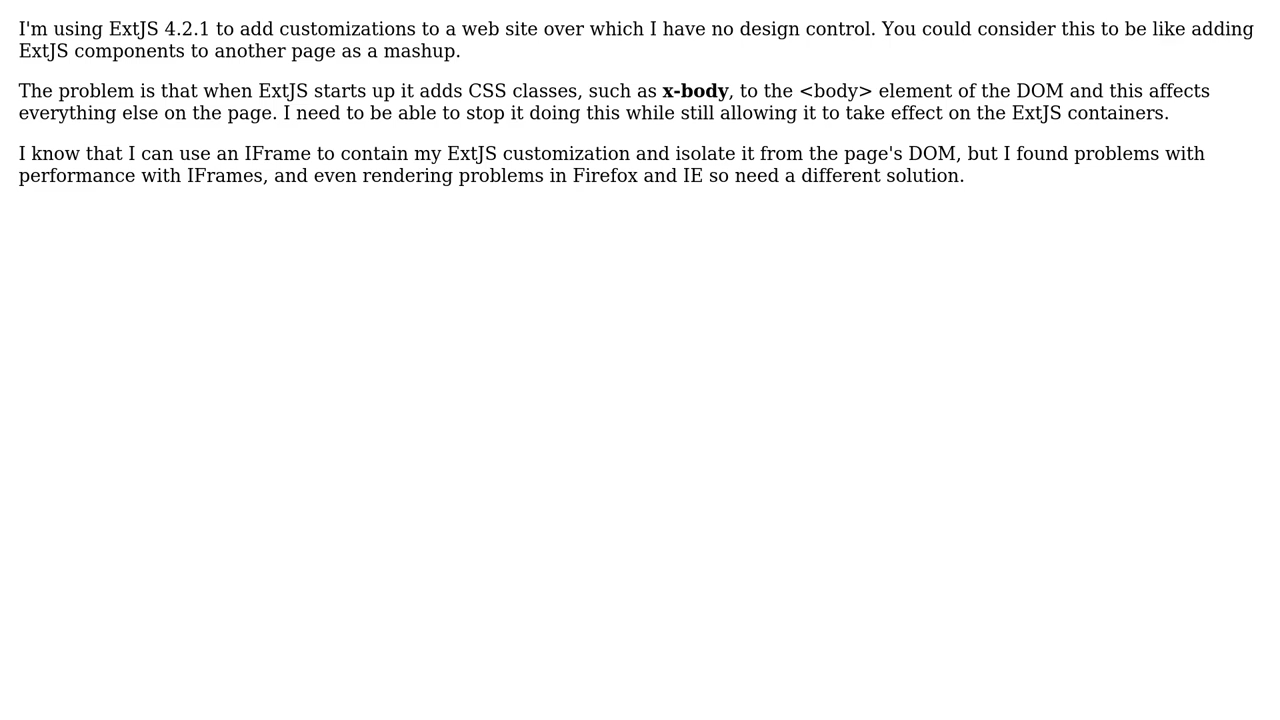 I'm using ExtJS 4.2.1 to add customizations to a web site over which I have no design control. You could consider this to be like adding
ExtJS components to another page as a mashup.
The problem is that when ExtJS starts up it adds CSS classes, such as x-body, to the <body> element of the DOM and this affects
everything else on the page. I need to be able to stop it doing this while still allowing it to take effect on the ExtJS containers.
I know that I can use an IFrame to contain my ExtJS customization and isolate it from the page's DOM, but I found problems with
performance with IFrames, and even rendering problems in Firefox and IE so need a different solution.